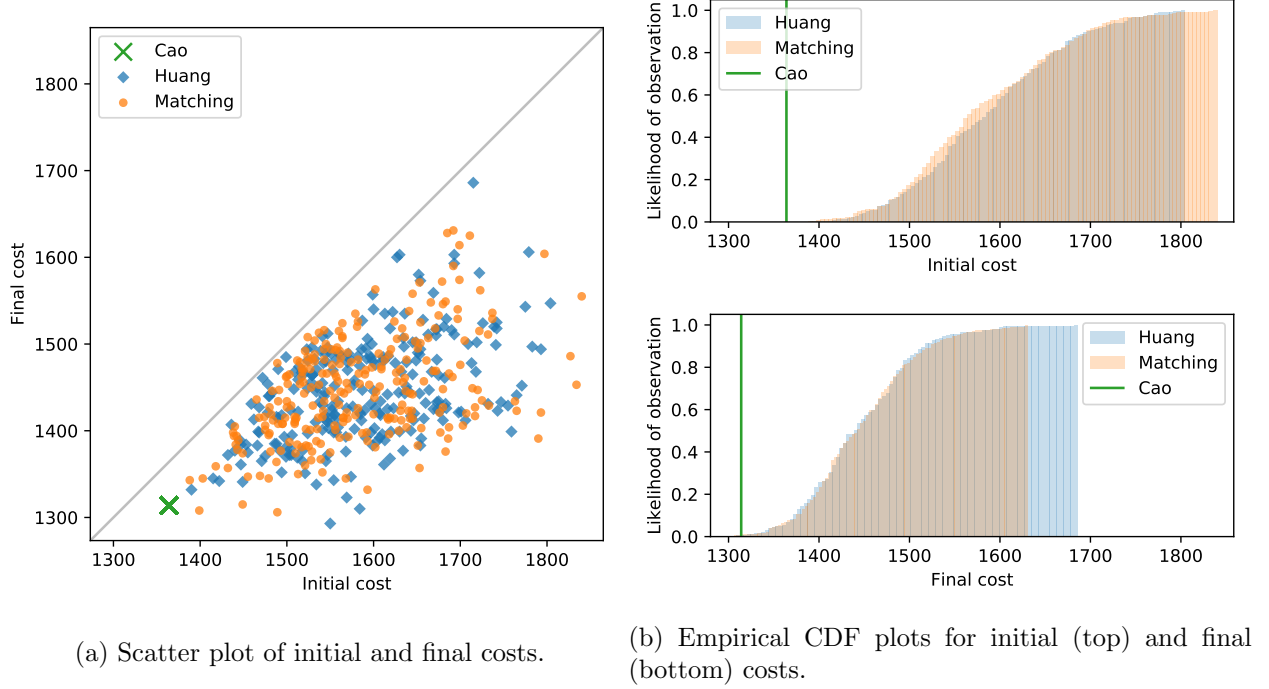 Cao
Huang
Matching
1800
1700
1600
1500
1400
1300
Final cost
1300 1400 1500 1600 1700 1800
Initial cost
(a) Scatter plot of initial and final costs.
Huang
Matching
Cao
1.0
0.8
0.6
0.4
0.2
0.0
Likelihood of observation
1300 1400 1500 1600 1700 1800
Initial cost
Huang
Matching
Cao
1.0
0.8
0.6
0.4
0.2
0.0
Likelihood of observation
1300 1400 1500 1600 1700 1800
Final cost
(b) Empirical CDF plots for initial (top) and final
(bottom) costs.